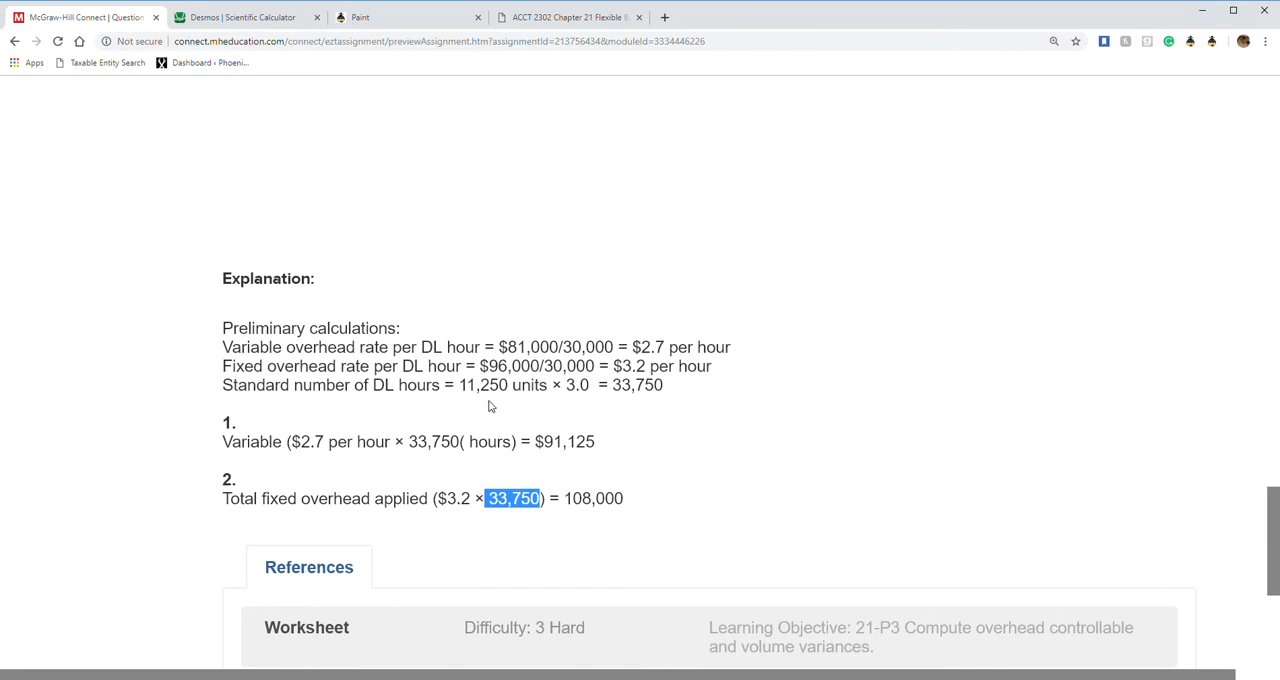 McGraw-Hill Connect | Question
Desmos | Scientific Calculator
Paint
ACCT 2302 Chapter 21 Flexible
Not secure | connect.mheducation.com/connect/eztassignment/previewAssignment.htm?assignmentId=213756434&moduleId=3334446226
Apps
Taxable Entity Search
Dashboard ‹ Phoeni...
Explanation:
Preliminary calculations:
Variable overhead rate per DL hour = $81,000/30,000 = $2.7 per hour
Fixed overhead rate per DL hour = $96,000/30,000 = $3.2 per hour
Standard number of DL hours = 11,250 units × 3.0 = 33,750
1.
Variable ($2.7 per hour × 33,750( hours) = $91,125
2.
Total fixed overhead applied ($3.2 × 33,750) = 108,000
References
Worksheet
Difficulty: 3 Hard
Learning Objective: 21-P3 Compute overhead controllable
and volume variances.